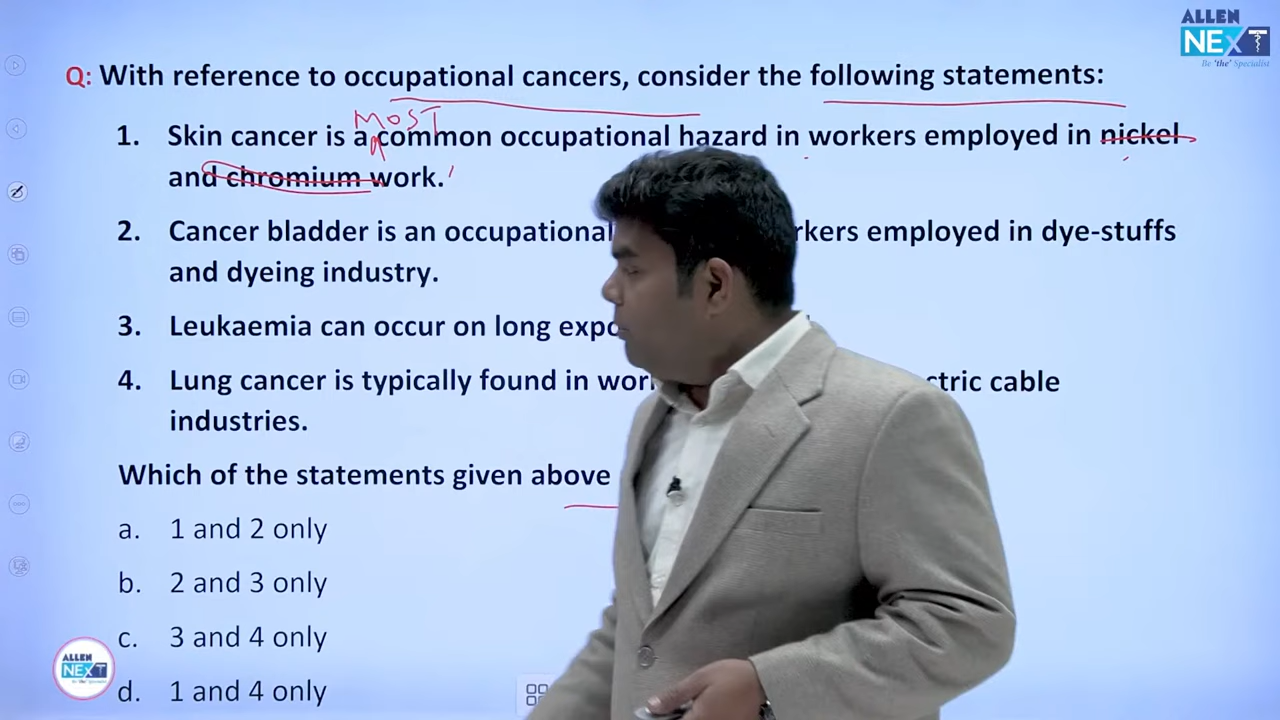 ALLEN
NEXT
Be 'the' Specialist
Q: With reference to occupational cancers, consider the following statements:
MOST
1. Skin cancer is a common occupational hazard in workers employed in nickel
and chromium work.
2. Cancer bladder is an occupational rkers employed in dye-stuffs
and dyeing industry.
3. Leukaemia can occur on long expo
4. Lung cancer is typically found in wor ctric cable
industries.
Which of the statements given above
a. 1 and 2 only
b. 2 and 3 only
c. 3 and 4 only
d. 1 and 4 only
ALLEN
NEXT
Be 'the' Specialist